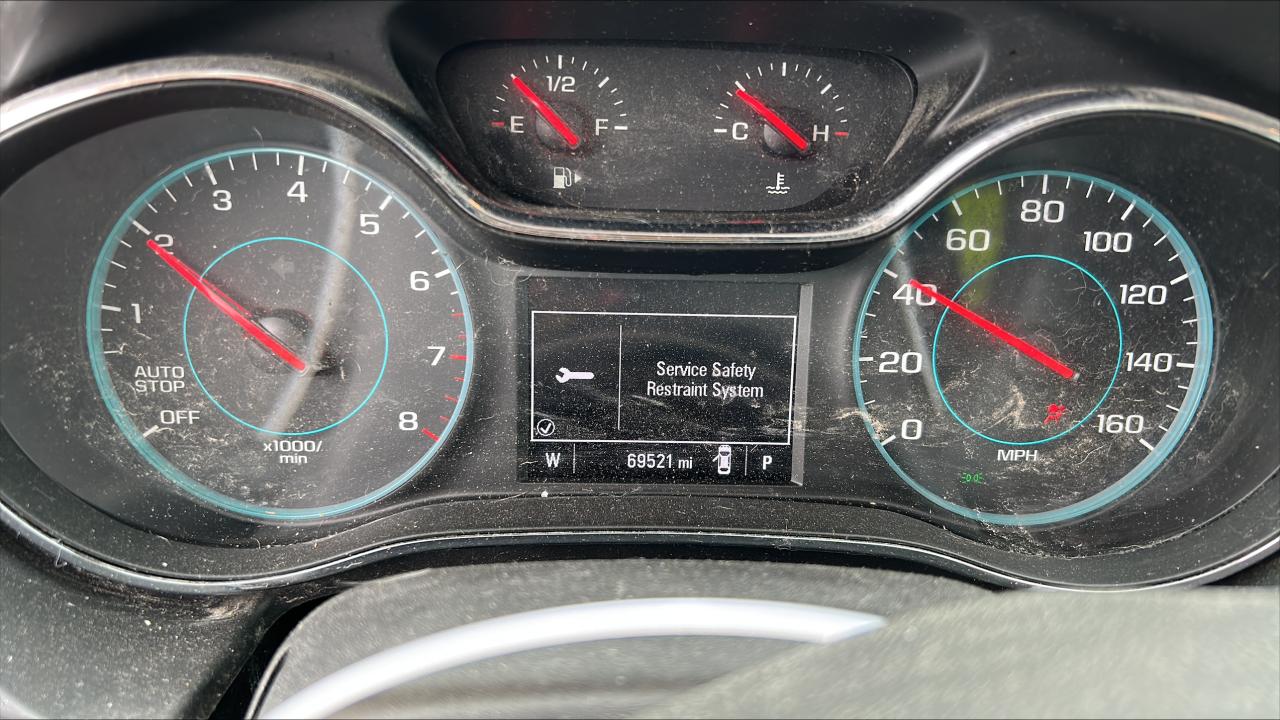 1/2
E F
C H
1
2
3
4
5
6
7
8
AUTO
STOP
OFF
x1000/
min
Service Safety
Restraint System
W 69521 mi P
0
20
40
60
80
100
120
140
160
MPH